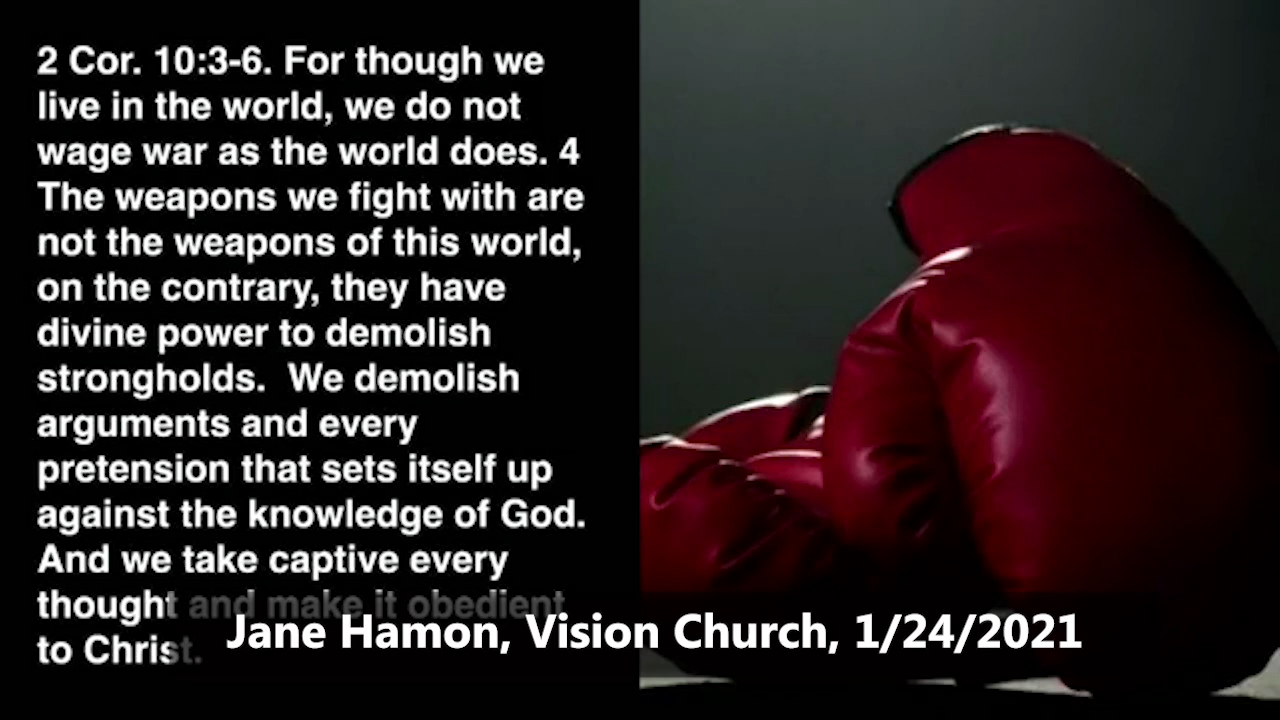 2 Cor. 10:3-6. For though we
live in the world, we do not
wage war as the world does. 4
The weapons we fight with are
not the weapons of this world,
on the contrary, they have
divine power to demolish
strongholds.  We demolish
arguments and every
pretension that sets itself up
against the knowledge of God.
And we take captive every
thought and make it obedient
to Christ.
Jane Hamon, Vision Church, 1/24/2021